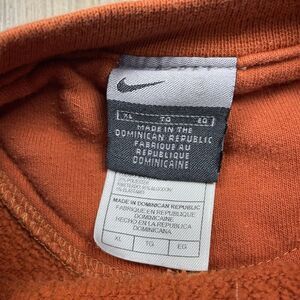 XL TG EG
MADE IN THE
DOMINICAN REPUBLIC
FABRIQUE AU
REPUBLIQUE
DOMINICAINE
MADE IN DOMINICAN REPUBLIC
FABRIQUE EN REPUBLIQUE
DOMINICAINE
HECHO EN LA REPUBLICA
DOMINICANA
XL TG EG